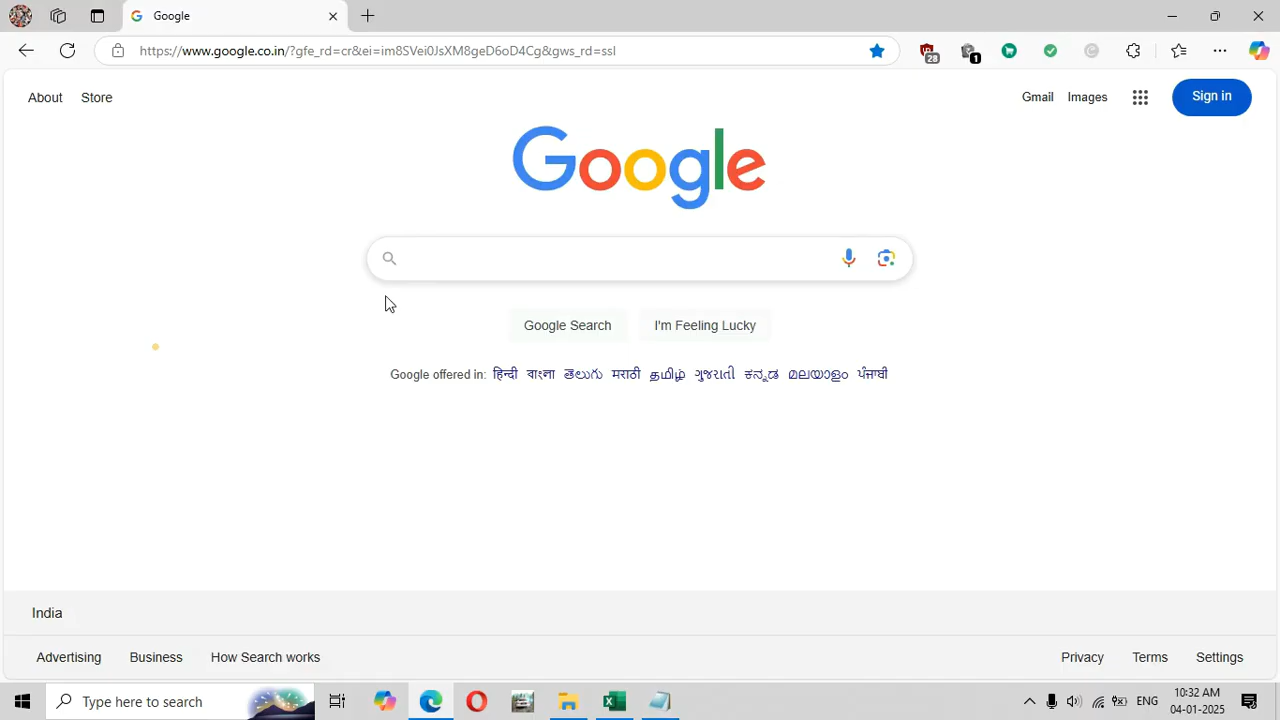 Google
https://www.google.co.in/?gfe_rd=cr&ei=im8SVei0JsXM8geD6oD4Cg&gws_rd=ssl
28
1
About Store
Gmail Images Sign in
Google
Google Search I'm Feeling Lucky
Google offered in: हिन्दी বাংলা తెలుగు मराठी தமிழ் ગુજરાતી ಕನ್ನಡ മലയാളം ਪੰਜਾਬੀ
India
Advertising Business How Search works
Privacy Terms Settings
Type here to search
ENG
10:32 AM
04-01-2025